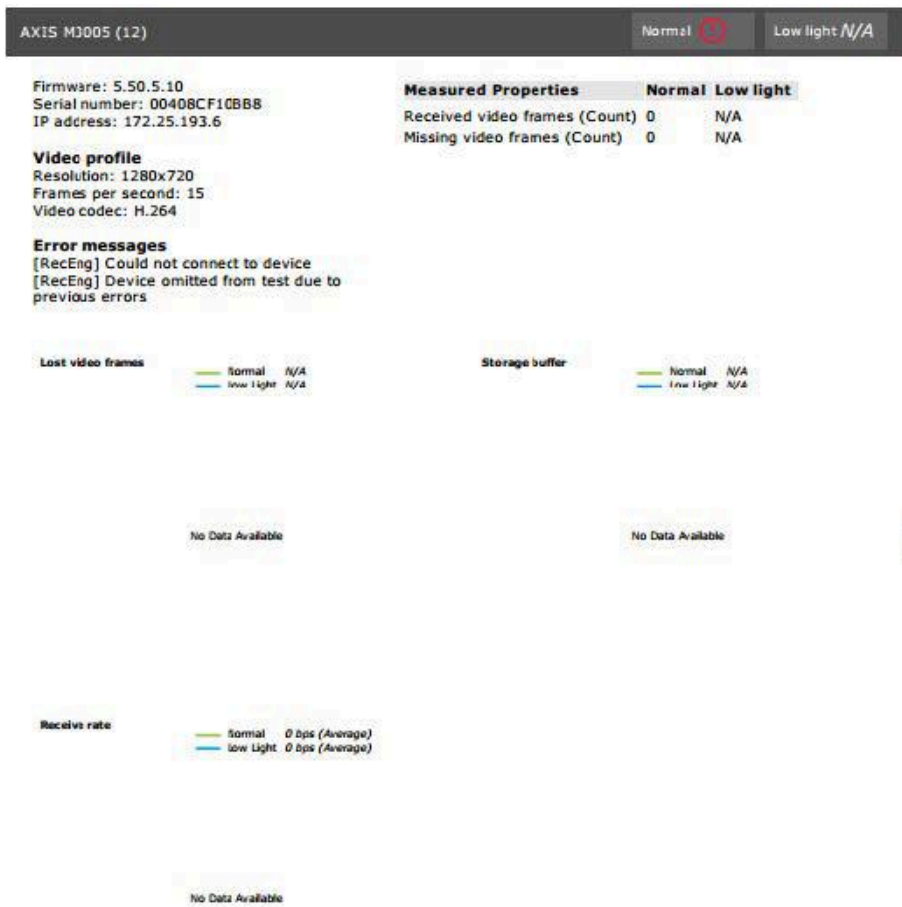 AXIS M3005 (12)
Normal
Low light N/A
Firmware: 5.50.5.10
Serial number: 00408CF10BB8
IP address: 172.25.193.6
Video profile
Resolution: 1280x720
Frames per second: 15
Video codec: H.264
Error messages
[RecEng] Could not connect to device
[RecEng] Device omitted from test due to
previous errors
Measured Properties Normal Low light
Received video frames (Count) 0 N/A
Missing video frames (Count) 0 N/A
Lost video frames
Normal N/A
Low Light N/A
No Data Available
Storage buffer
Normal N/A
Low Light N/A
No Data Available
Receive rate
Normal 0 bps (Average)
Low Light 0 bps (Average)
No Data Available